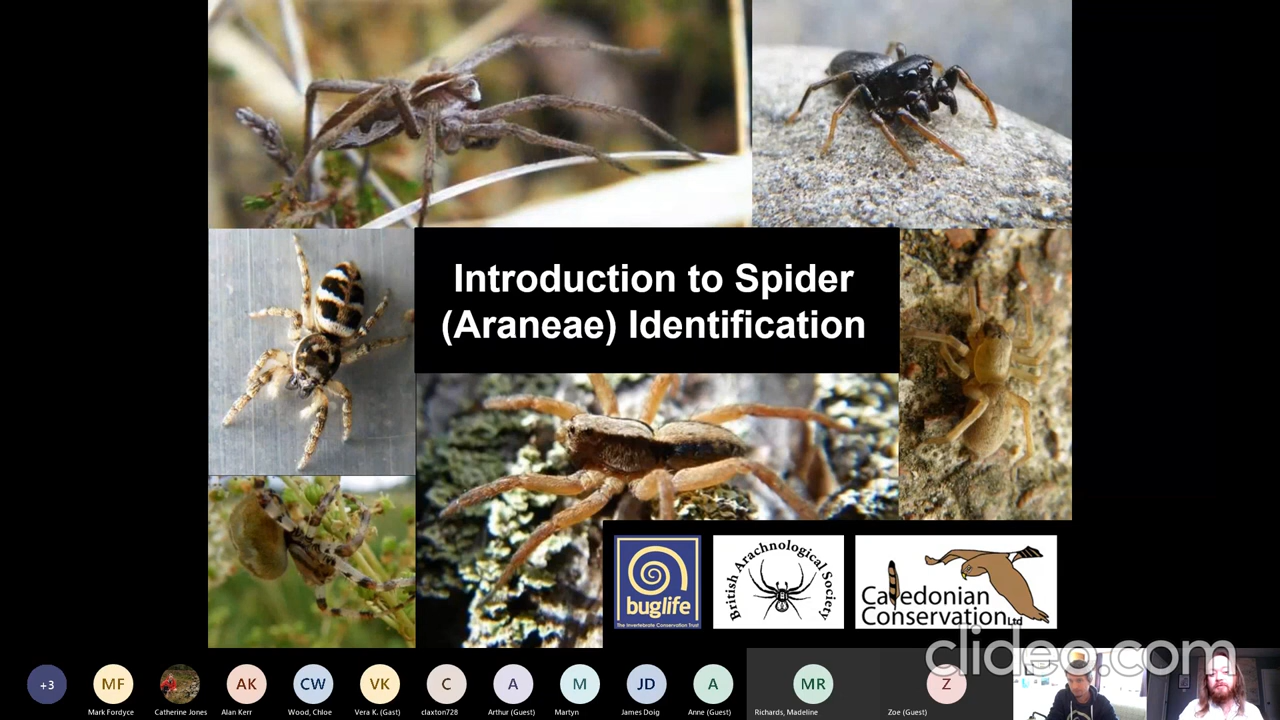 Introduction to Spider
(Araneae) Identification
buglife
The Invertebrate Conservation Trust
British Arachnological Society
Caledonian
Conservation Ltd
clideo.com
+3
MF
AK
CW
VK
C
A
M
JD
A
MR
Z
Mark Fordyce
Catherine Jones
Alan Kerr
Wood, Chloe
Vera K. (Gast)
claxton728
Arthur (Guest)
Martyn
James Doig
Anne (Guest)
Richards, Madeline
Zoe (Guest)